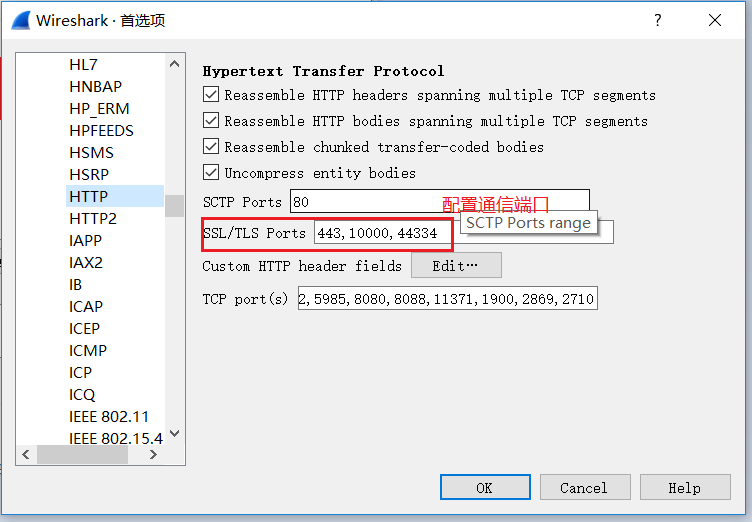 Wireshark · 首选项
?
HL7
HNBAP
HP_ERM
HPFEEDS
HSMS
HSRP
HTTP
HTTP2
IAPP
IAX2
IB
ICAP
ICEP
ICMP
ICP
ICQ
IEEE 802.11
IEEE 802.15.4
Hypertext Transfer Protocol
Reassemble HTTP headers spanning multiple TCP segments
Reassemble HTTP bodies spanning multiple TCP segments
Reassemble chunked transfer-coded bodies
Uncompress entity bodies
SCTP Ports 80
配置通信端口
SCTP Ports range
SSL/TLS Ports 443,10000,44334
Custom HTTP header fields Edit…
TCP port(s) 2,5985,8080,8088,11371,1900,2869,2710
OK Cancel Help